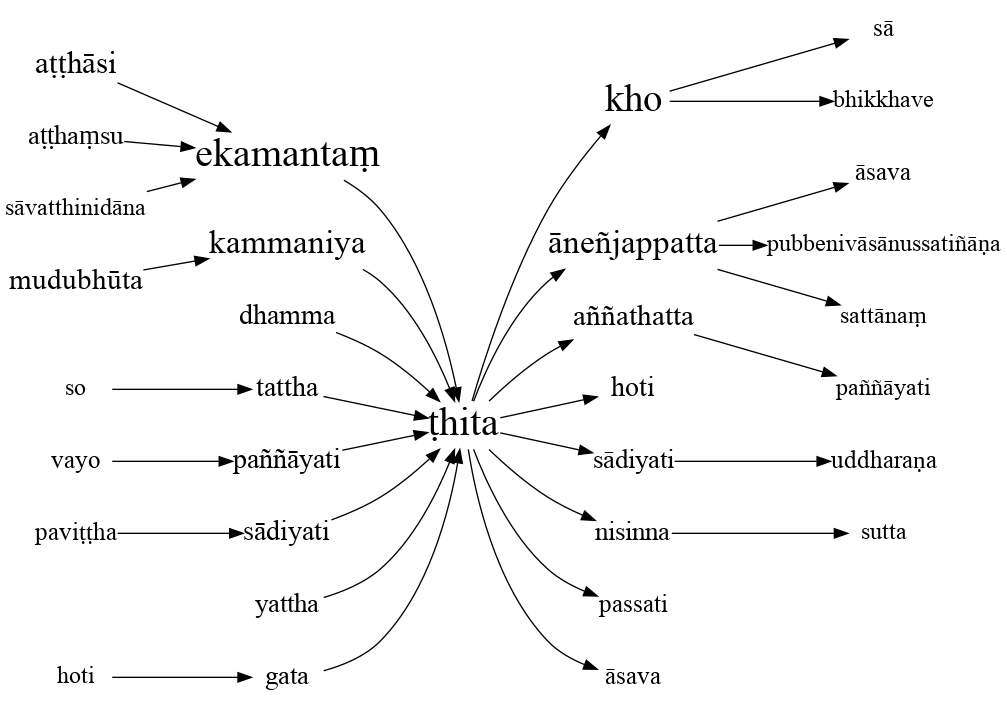 aṭṭhāsi
aṭṭhaṃsu
sāvatthinidāna
mudubhūta
so
vayo
paviṭṭha
hoti
ekamantaṃ
kammaniya
dhamma
tattha
paññāyati
sādiyati
yattha
gata
ṭhita
kho
āneñjappatta
aññathatta
hoti
sādiyati
nisinna
passati
āsava
sā
bhikkhave
āsava
pubbenivāsānussatiñāṇa
sattānaṃ
paññāyati
uddharaṇa
sutta